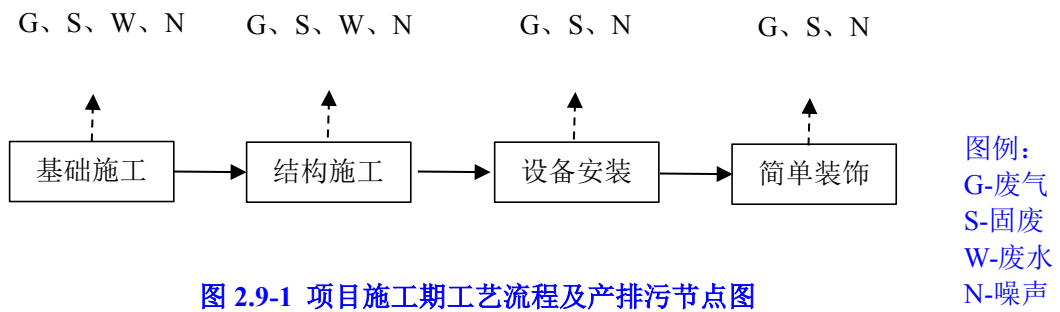 G、S、W、N G、S、W、N G、S、N G、S、N
基础施工 结构施工 设备安装 简单装饰
图例：
G-废气
S-固废
W-废水
N-噪声
图 2.9-1 项目施工期工艺流程及产排污节点图